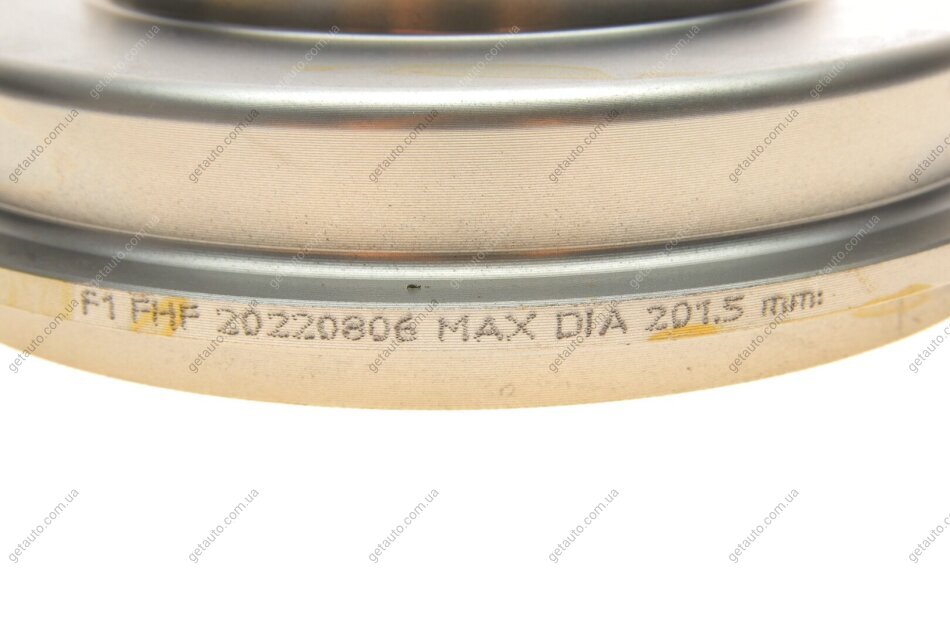 F1 FHF 20220806 MAX DIA 201.5 mm:
getauto.com.ua